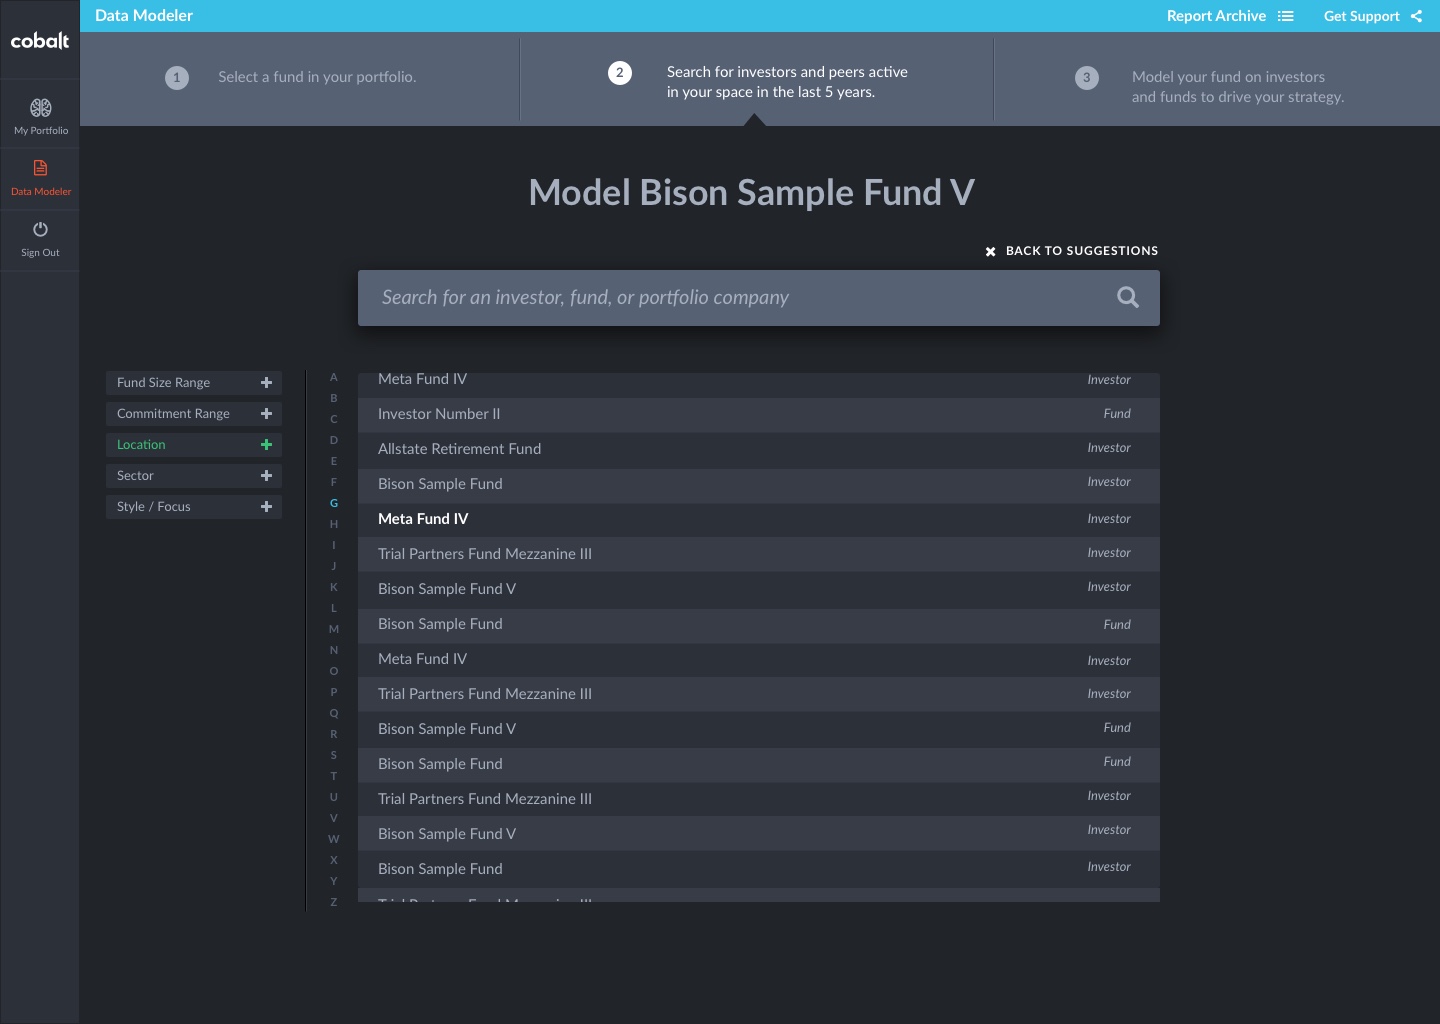 cobalt
Data Modeler
Report Archive
Get Support
My Portfolio
Data Modeler
Sign Out
1
Select a fund in your portfolio.
2
Search for investors and peers active
in your space in the last 5 years.
3
Model your fund on investors
and funds to drive your strategy.
Model Bison Sample Fund V
BACK TO SUGGESTIONS
Search for an investor, fund, or portfolio company
Fund Size Range
Commitment Range
Location
Sector
Style / Focus
A
B
C
D
E
F
G
H
I
J
K
L
M
N
O
P
Q
R
S
T
U
V
W
X
Y
Z
Meta Fund IV Investor
Investor Number II Fund
Allstate Retirement Fund Investor
Bison Sample Fund Investor
Meta Fund IV Investor
Trial Partners Fund Mezzanine III Investor
Bison Sample Fund V Investor
Bison Sample Fund Fund
Meta Fund IV Investor
Trial Partners Fund Mezzanine III Investor
Bison Sample Fund V Fund
Bison Sample Fund Fund
Trial Partners Fund Mezzanine III Investor
Bison Sample Fund V Investor
Bison Sample Fund Investor
Trial Partners Fund Mezzanine III